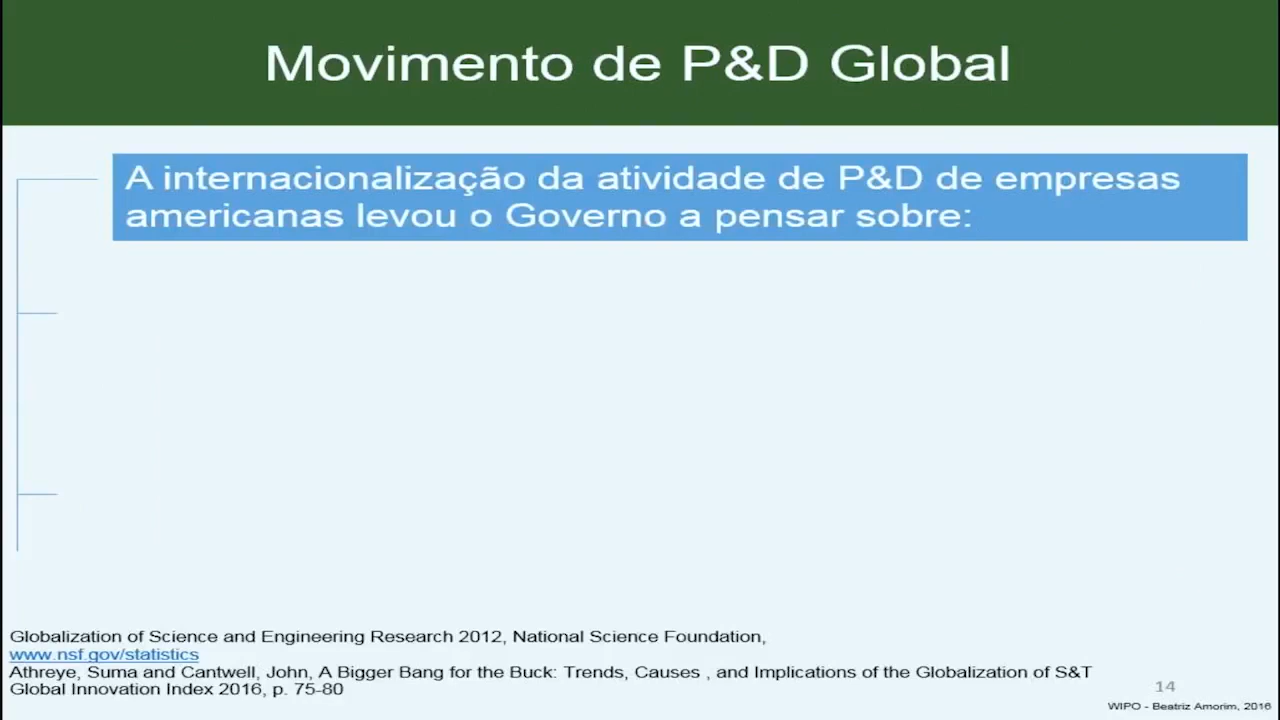 Movimento de P&D Global
A internacionalização da atividade de P&D de empresas
americanas levou o Governo a pensar sobre:
Globalization of Science and Engineering Research 2012, National Science Foundation,
www.nsf.gov/statistics
Athreye, Suma and Cantwell, John, A Bigger Bang for the Buck: Trends, Causes , and Implications of the Globalization of S&T
Global Innovation Index 2016, p. 75-80
14
WIPO - Beatriz Amorim, 2016